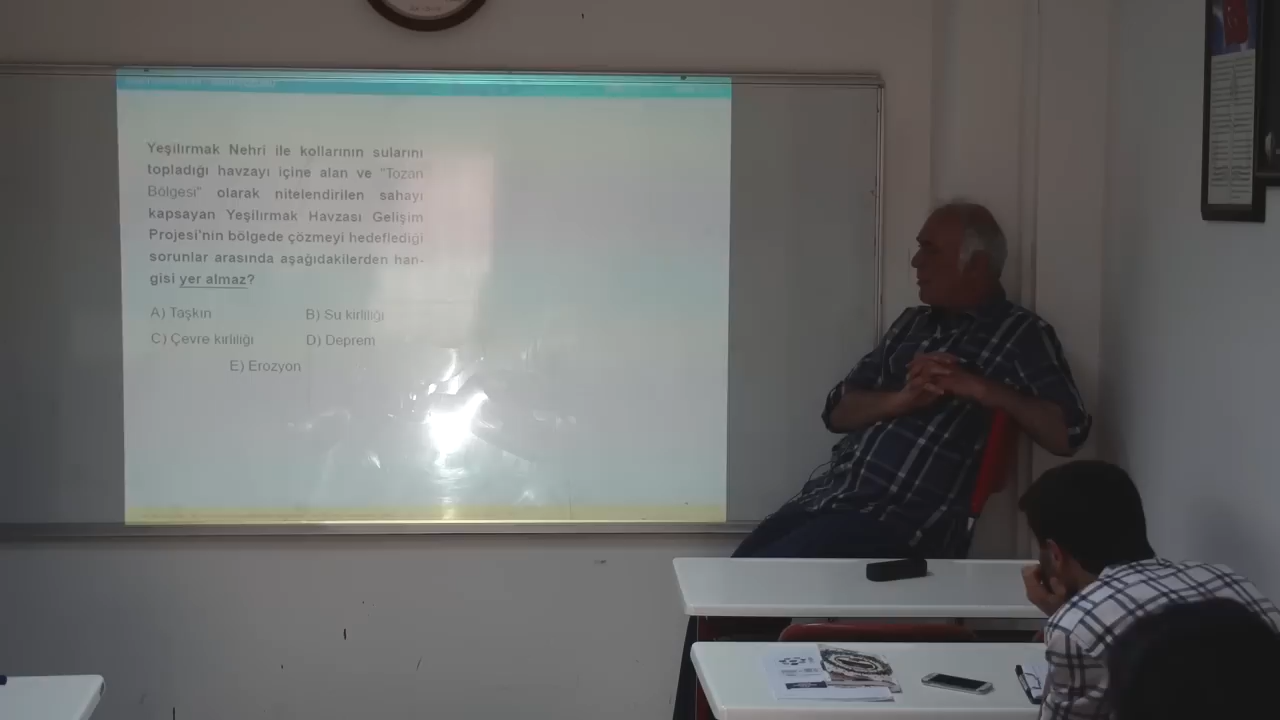 Yeşilırmak Nehri ile kollarının sularını
topladığı havzayı içine alan ve "Tozan
Bölgesi" olarak nitelendirilen sahayı
kapsayan Yeşilırmak Havzası Gelişim
Projesi'nin bölgede çözmeyi hedeflediği
sorunlar arasında aşağıdakilerden han-
gisi yer almaz?
A) Taşkın B) Su kirliliği
C) Çevre kirliliği D) Deprem
E) Erozyon